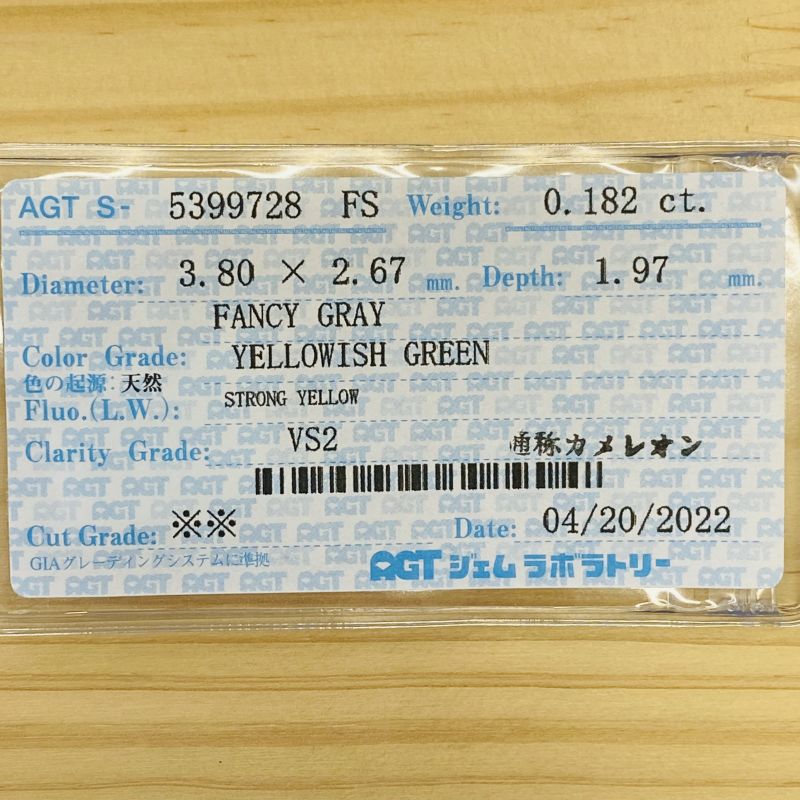 AGT S- 5399728 FS Weight: 0.182 ct.
Diameter: 3.80 × 2.67 mm. Depth: 1.97 mm.
FANCY GRAY
Color Grade: YELLOWISH GREEN
色の起源:天然
Fluo.(L.W.): STRONG YELLOW
Clarity Grade: VS2 通称カメレオン
Cut Grade: ※※ Date: 04/20/2022
GIAグレーディングシステムに準拠
AGT ジェム ラボラトリー